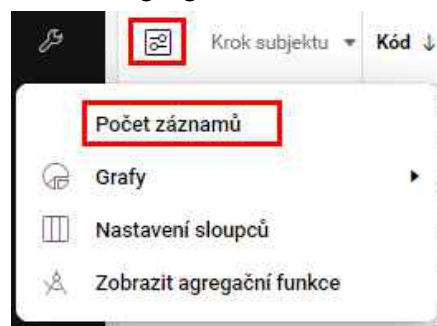 Krok subjektu Kód
Počet záznamů
Grafy
Nastavení sloupců
Zobrazit agregační funkce